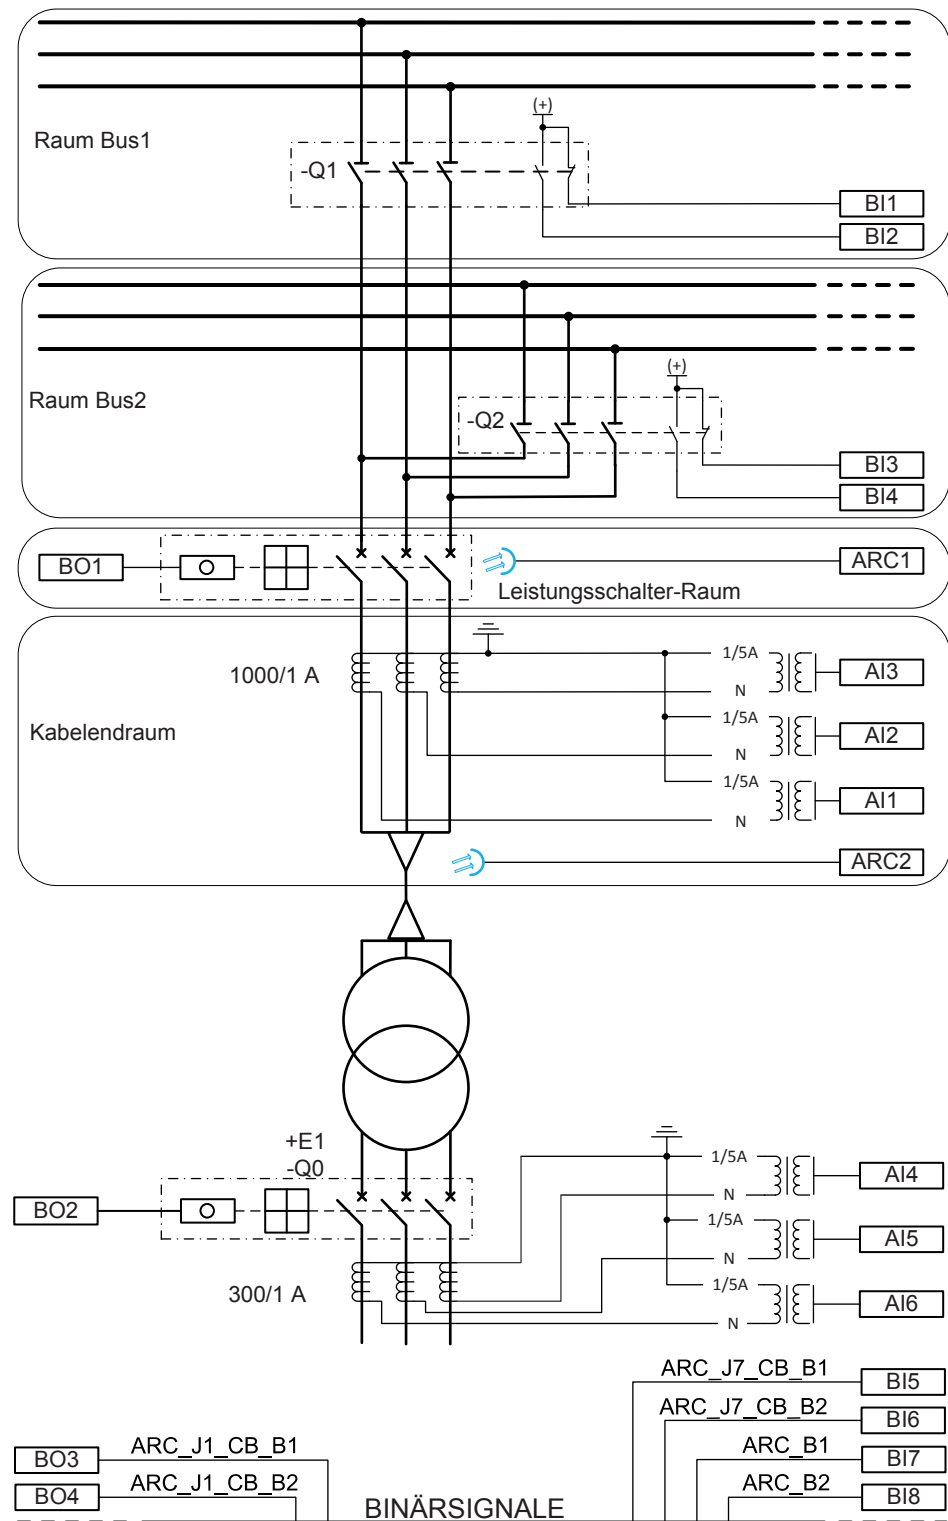 (+)
Raum Bus1
-Q1
BI1
BI2
(+)
Raum Bus2
-Q2
BI3
BI4
BO1
ARC1
Leistungsschalter-Raum
1/5A
1000/1 A
AI3
N
1/5A
Kabelendraum
AI2
N
1/5A
AI1
N
ARC2
+E1
-Q0
1/5A
AI4
N
BO2
1/5A
AI5
N
1/5A
300/1 A
AI6
N
ARC_J7_CB_B1
BI5
ARC_J7_CB_B2
BI6
ARC_J1_CB_B1
BO3
ARC_B1
BI7
ARC_J1_CB_B2
BO4
ARC_B2
BI8
BINÄRSIGNALE